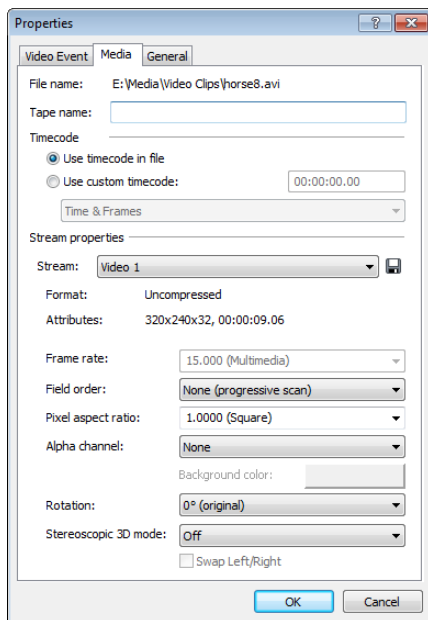 Properties
Video Event Media General
File name: E:\Media\Video Clips\horse8.avi
Tape name:
Timecode
Use timecode in file
Use custom timecode: 00:00:00.00
Time & Frames
Stream properties
Stream: Video 1
Format: Uncompressed
Attributes: 320x240x32, 00:00:09.06
Frame rate: 15.000 (Multimedia)
Field order: None (progressive scan)
Pixel aspect ratio: 1.0000 (Square)
Alpha channel: None
Background color:
Rotation: 0° (original)
Stereoscopic 3D mode: Off
Swap Left/Right
OK Cancel